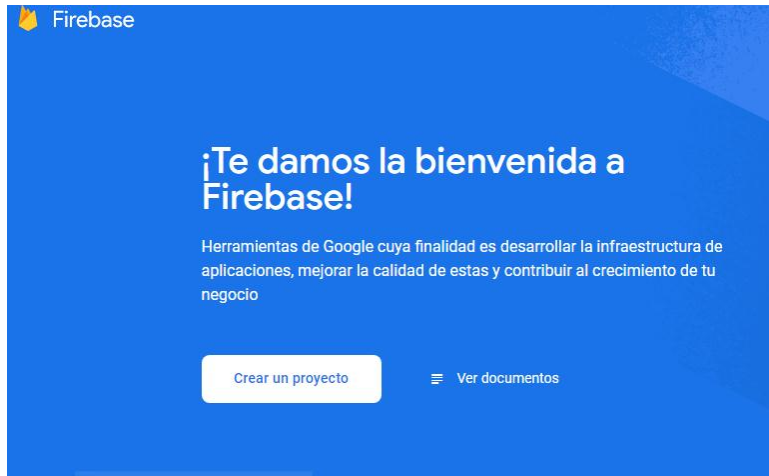 Firebase
¡Te damos la bienvenida a
Firebase!
Herramientas de Google cuya finalidad es desarrollar la infraestructura de
aplicaciones, mejorar la calidad de estas y contribuir al crecimiento de tu
negocio
Crear un proyecto
Ver documentos